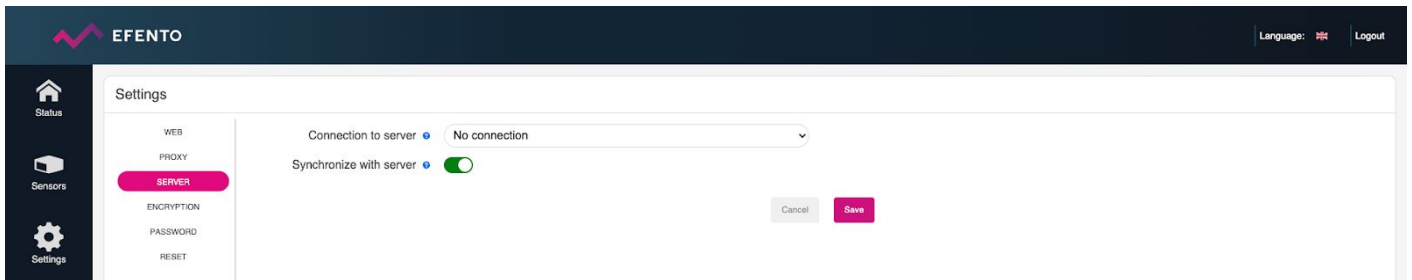 EFENTO
Language:
Logout
Status
Sensors
Settings
Settings
WEB
PROXY
SERVER
ENCRYPTION
PASSWORD
RESET
Connection to server
No connection
Synchronize with server
Cancel
Save